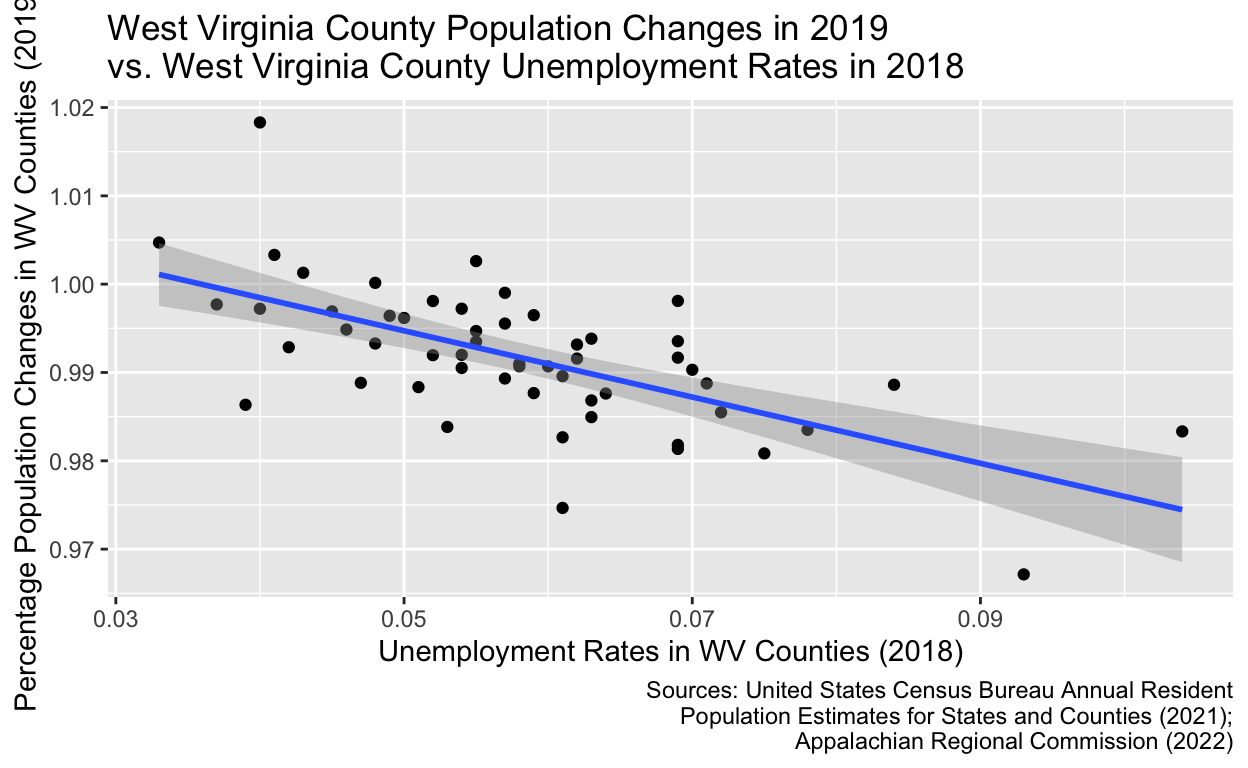 West Virginia County Population Changes in 2019
vs. West Virginia County Unemployment Rates in 2018
Percentage Population Changes in WV Counties (2019
1.02
1.01
1.00
0.99
0.98
0.97
0.03
0.05
0.07
0.09
Unemployment Rates in WV Counties (2018)
Sources: United States Census Bureau Annual Resident
Population Estimates for States and Counties (2021);
Appalachian Regional Commission (2022)